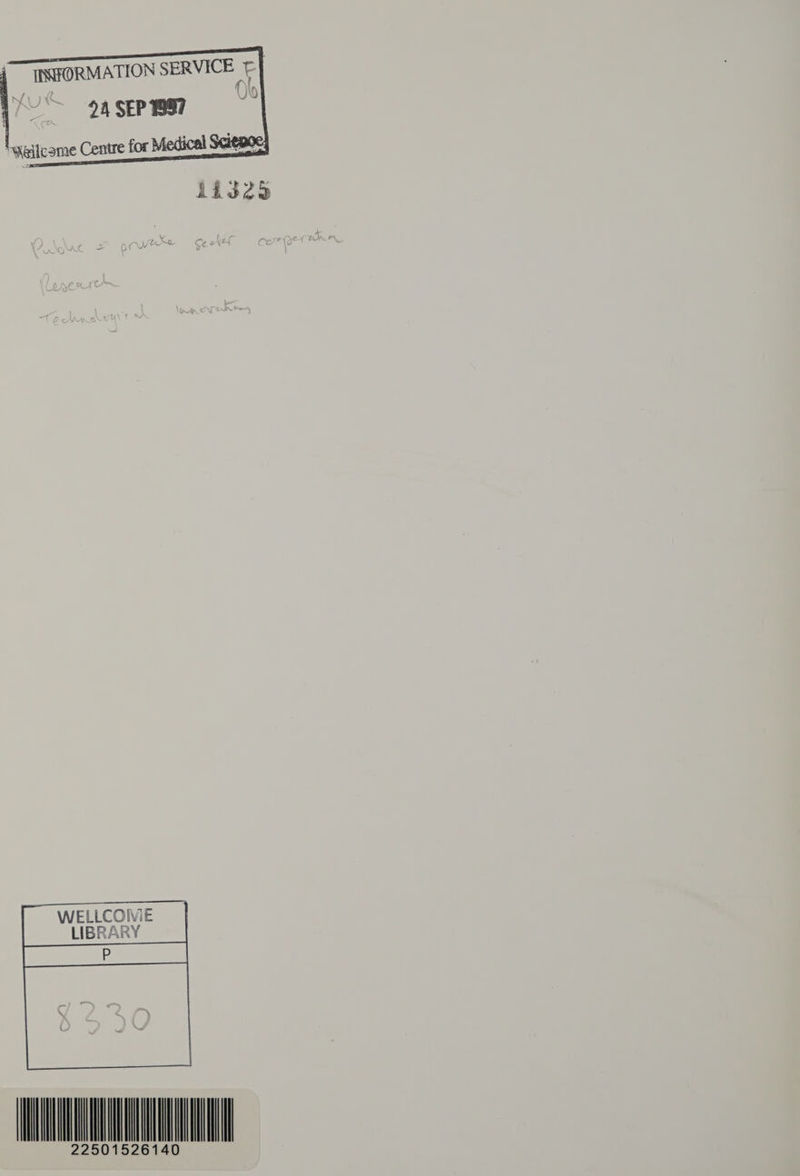 INFORMATION SERVICE
24 SEP 1997
Wellcome Centre for Medical Science
11325
Public & private sector cooperation
Research
Technological innovation
WELLCOME
LIBRARY
P
8330
22501526140